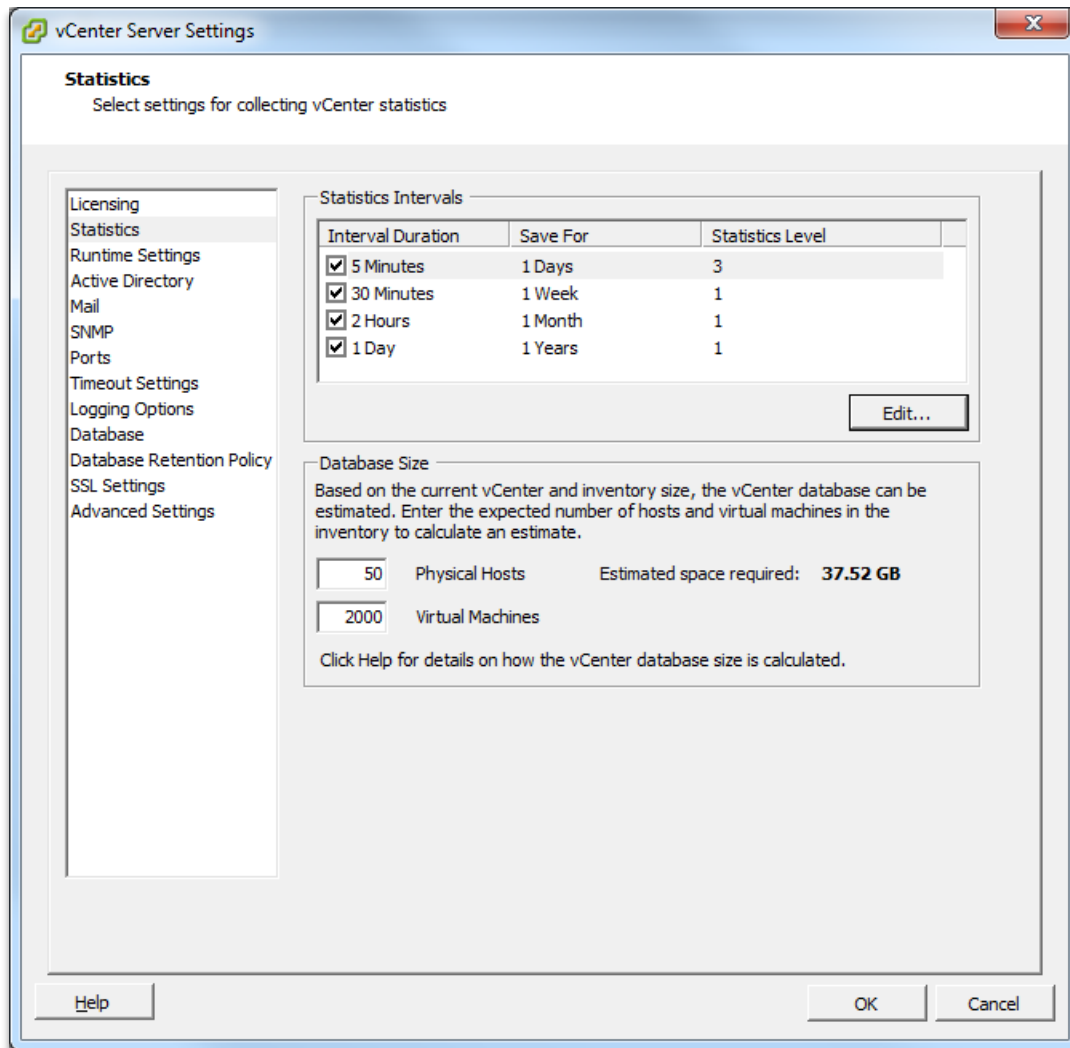 vCenter Server Settings
X
Statistics
Select settings for collecting vCenter statistics
Licensing
Statistics
Runtime Settings
Active Directory
Mail
SNMP
Ports
Timeout Settings
Logging Options
Database
Database Retention Policy
SSL Settings
Advanced Settings
Statistics Intervals
Interval Duration Save For Statistics Level
5 Minutes 1 Days 3
30 Minutes 1 Week 1
2 Hours 1 Month 1
1 Day 1 Years 1
Edit...
Database Size
Based on the current vCenter and inventory size, the vCenter database can be
estimated. Enter the expected number of hosts and virtual machines in the
inventory to calculate an estimate.
50 Physical Hosts Estimated space required: 37.52 GB
2000 Virtual Machines
Click Help for details on how the vCenter database size is calculated.
Help OK Cancel